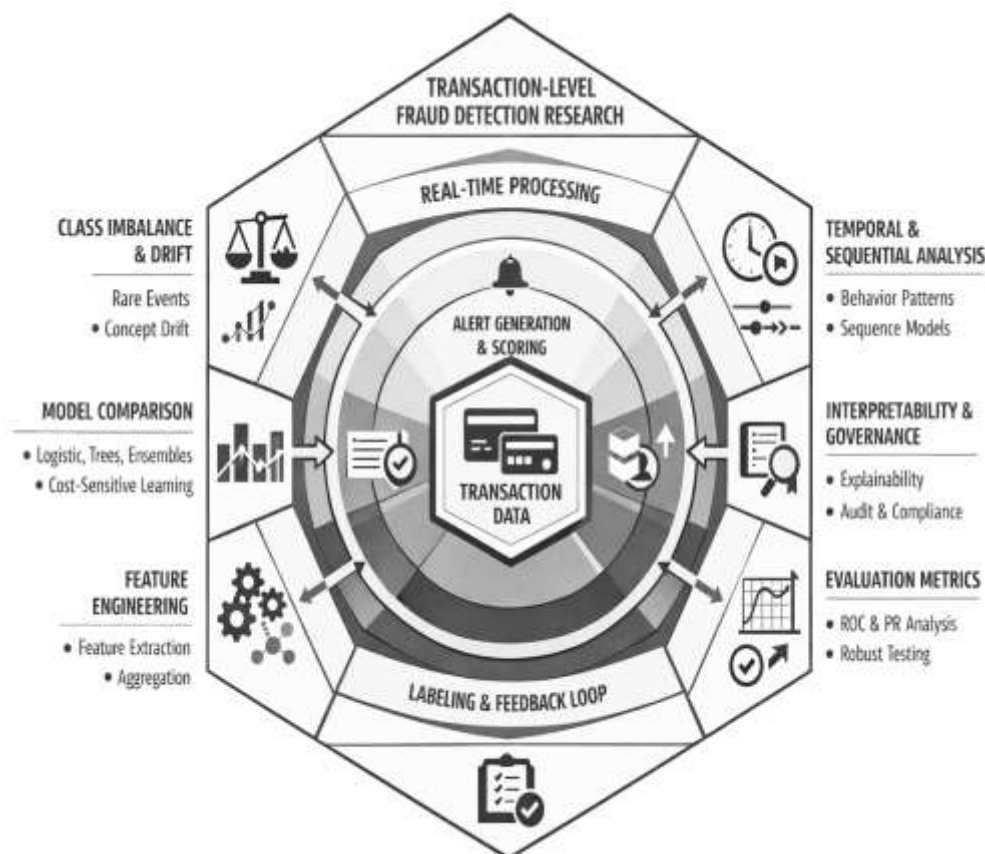 TRANSACTION-LEVEL
FRAUD DETECTION RESEARCH
REAL-TIME PROCESSING
CLASS IMBALANCE
& DRIFT
Rare Events
• Concept Drift
TEMPORAL &
SEQUENTIAL ANALYSIS
• Behavior Patterns
• Sequence Models
ALERT GENERATION
& SCORING
MODEL COMPARISON
• Logistic, Trees, Ensembles
• Cost-Sensitive Learning
TRANSACTION
DATA
INTERPRETABILITY &
GOVERNANCE
• Explainability
• Audit & Compliance
FEATURE
ENGINEERING
• Feature Extraction
• Aggregation
EVALUATION METRICS
• ROC & PR Analysis
• Robust Testing
LABELING & FEEDBACK LOOP